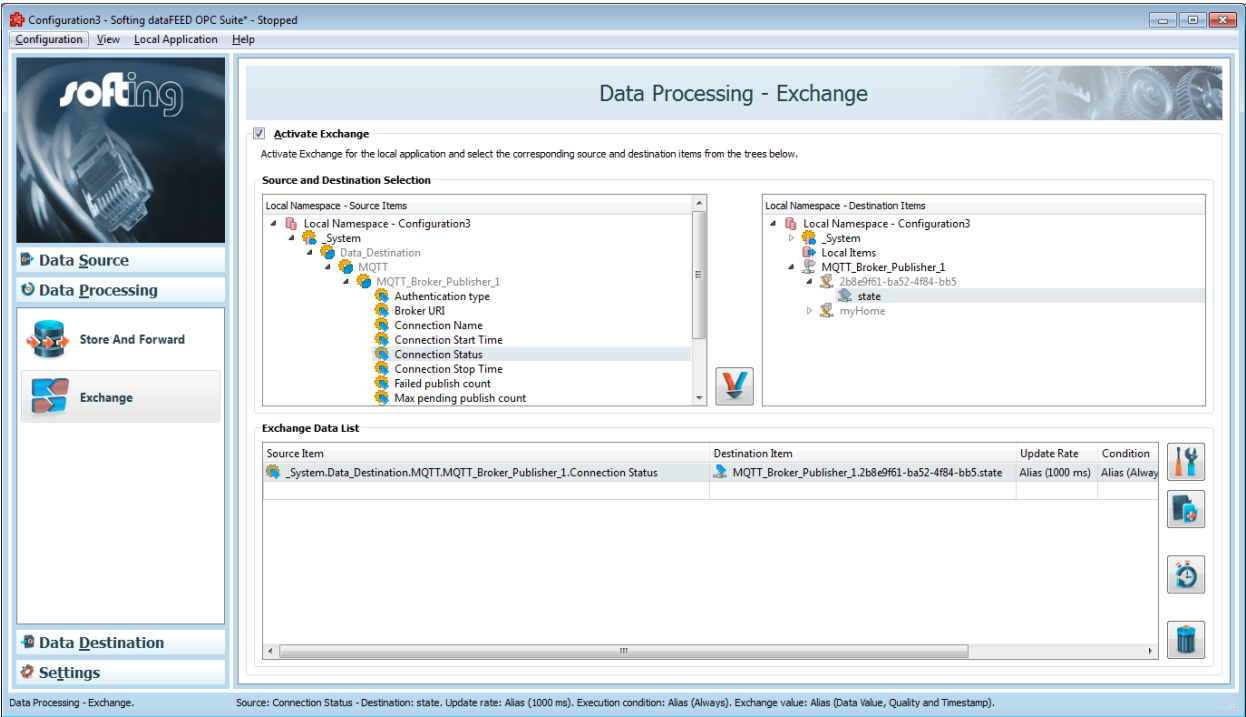 Configuration3 - Softing dataFEED OPC Suite* - Stopped
Configuration View Local Application Help
softing
Data Source
Data Processing
Store And Forward
Exchange
Data Destination
Settings
Data Processing - Exchange
Activate Exchange
Activate Exchange for the local application and select the corresponding source and destination items from the trees below.
Source and Destination Selection
Local Namespace - Source Items
Local Namespace - Configuration3
_System
Data_Destination
MQTT
MQTT_Broker_Publisher_1
Authentication type
Broker URI
Connection Name
Connection Start Time
Connection Status
Connection Stop Time
Failed publish count
Max pending publish count
Local Namespace - Destination Items
Local Namespace - Configuration3
_System
Local Items
MQTT_Broker_Publisher_1
2b8e9f61-ba52-4f84-bb5
state
myHome
Exchange Data List
Source Item Destination Item Update Rate Condition
_System.Data_Destination.MQTT.MQTT_Broker_Publisher_1.Connection Status MQTT_Broker_Publisher_1.2b8e9f61-ba52-4f84-bb5.state Alias (1000 ms) Alias (Alway
Data Processing - Exchange. Source: Connection Status - Destination: state. Update rate: Alias (1000 ms). Execution condition: Alias (Always). Exchange value: Alias (Data Value, Quality and Timestamp).